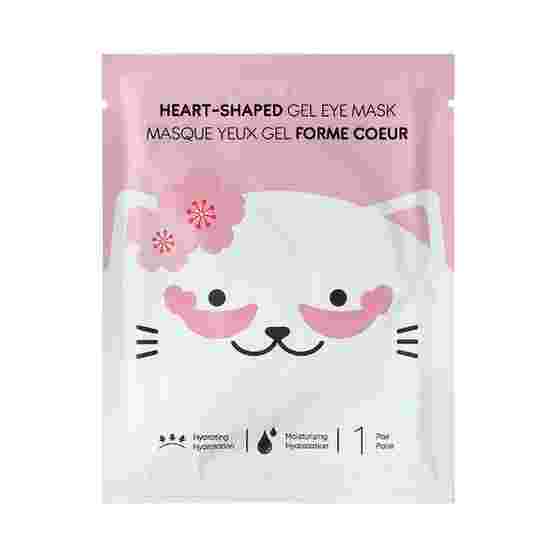 HEART-SHAPED GEL EYE MASK
MASQUE YEUX GEL FORME COEUR
Hydrating
Hydratation
Moisturizing
Hydratation
1
Pair
Paire